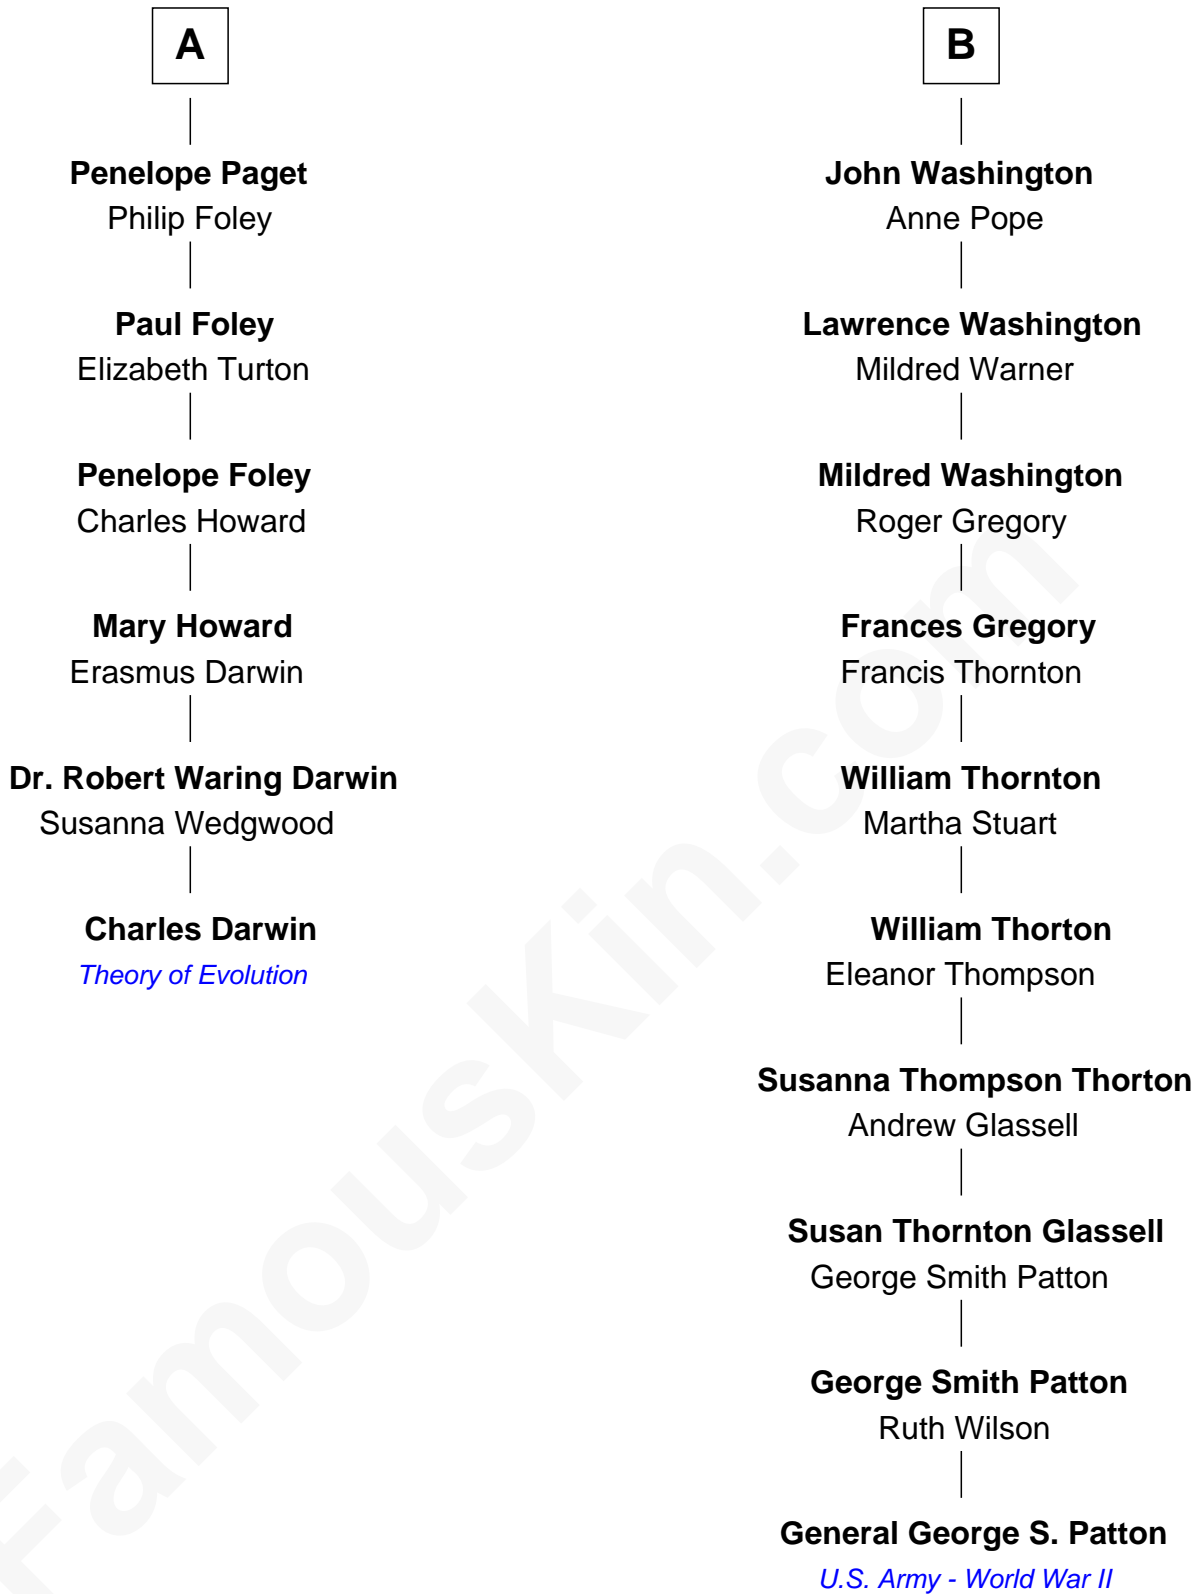 A
Penelope Paget
Philip Foley
Paul Foley
Elizabeth Turton
Penelope Foley
Charles Howard
Mary Howard
Erasmus Darwin
Dr. Robert Waring Darwin
Susanna Wedgwood
Charles Darwin
Theory of Evolution
B
John Washington
Anne Pope
Lawrence Washington
Mildred Warner
Mildred Washington
Roger Gregory
Frances Gregory
Francis Thornton
William Thornton
Martha Stuart
William Thorton
Eleanor Thompson
Susanna Thompson Thorton
Andrew Glassell
Susan Thornton Glassell
George Smith Patton
George Smith Patton
Ruth Wilson
General George S. Patton
U.S. Army - World War II
FamousKin.com